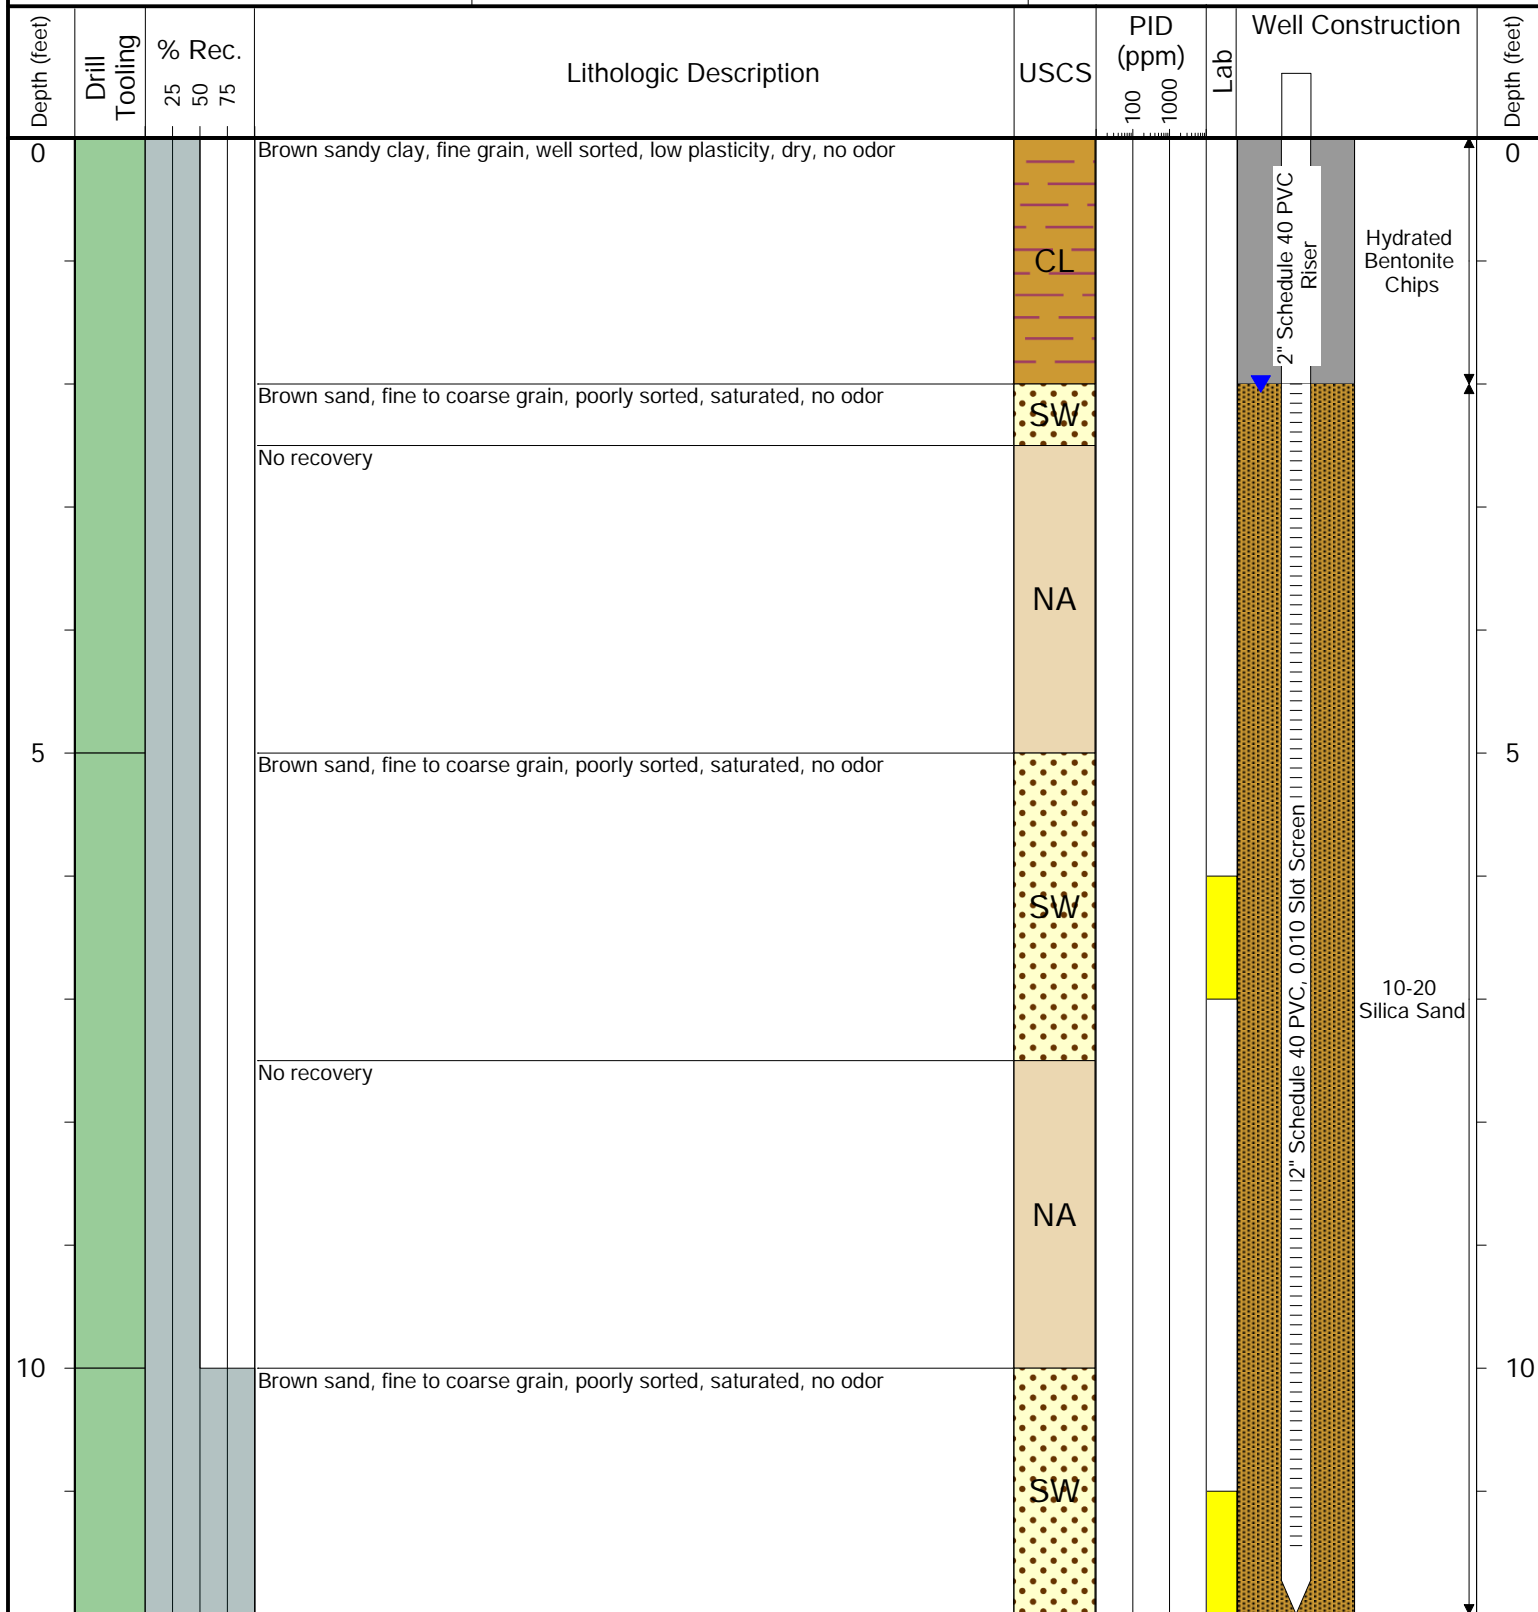 Depth (feet)
Drill
Tooling
% Rec.
25
50
75
Lithologic Description
USCS
PID
(ppm)
100
1000
Lab
Well Construction
Depth (feet)
0
Brown sandy clay, fine grain, well sorted, low plasticity, dry, no odor
CL
2" Schedule 40 PVC
Riser
Hydrated
Bentonite
Chips
0
Brown sand, fine to coarse grain, poorly sorted, saturated, no odor
SW
No recovery
NA
5
Brown sand, fine to coarse grain, poorly sorted, saturated, no odor
SW
2" Schedule 40 PVC, 0.010 Slot Screen
10-20
Silica Sand
5
No recovery
NA
10
Brown sand, fine to coarse grain, poorly sorted, saturated, no odor
SW
10